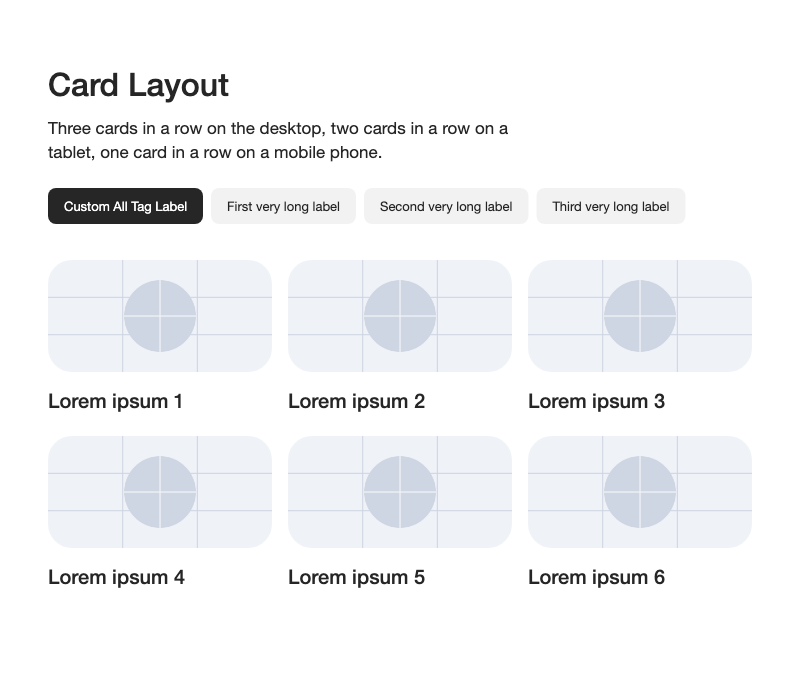 Card Layout
Three cards in a row on the desktop, two cards in a row on a
tablet, one card in a row on a mobile phone.
Custom All Tag Label
First very long label
Second very long label
Third very long label
Lorem ipsum 1
Lorem ipsum 2
Lorem ipsum 3
Lorem ipsum 4
Lorem ipsum 5
Lorem ipsum 6